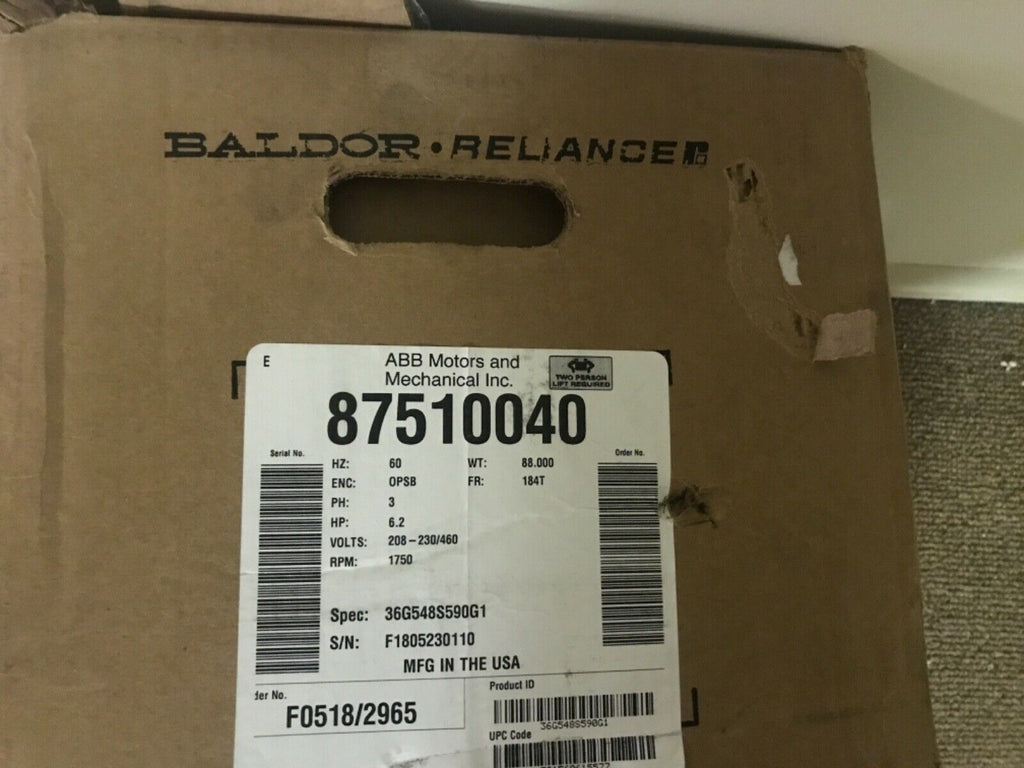 BALDOR • RELIANCE
E
ABB Motors and
Mechanical Inc.
TWO PERSON
LIFT REQUIRED
87510040
Serial No.
Order No.
HZ: 60 WT: 88.000
ENC: OPSB FR: 184T
PH: 3
HP: 6.2
VOLTS: 208-230/460
RPM: 1750
Spec: 36G548S590G1
S/N: F1805230110
MFG IN THE USA
der No.
F0518/2965
Product ID
36G548S590G1
UPC Code